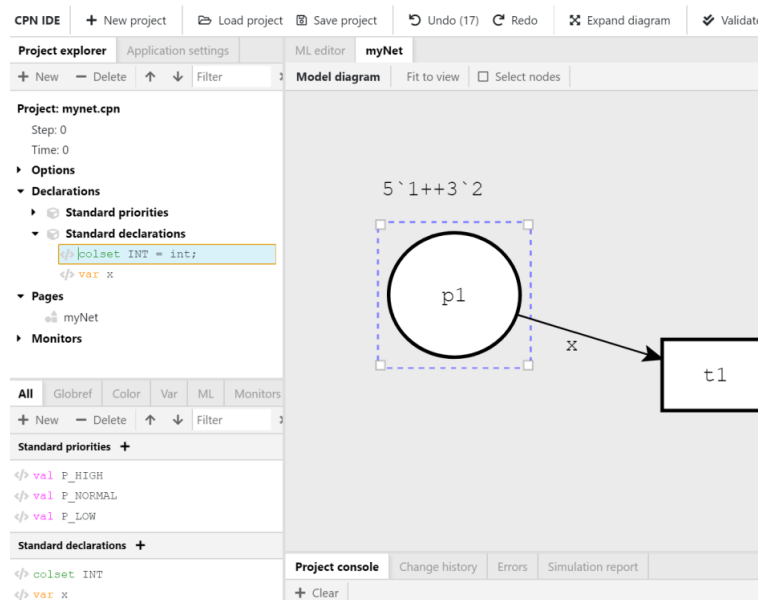 CPN IDE + New project Load project Save project Undo (17) Redo Expand diagram Validate
Project explorer Application settings
+ New − Delete Filter
Project: mynet.cpn
Step: 0
Time: 0
Options
Declarations
Standard priorities
Standard declarations
</> colset INT = int;
</> var x
Pages
myNet
Monitors
All Globref Color Var ML Monitors
+ New − Delete Filter
Standard priorities +
</> val P_HIGH
</> val P_NORMAL
</> val P_LOW
Standard declarations +
</> colset INT
</> var x
ML editor myNet
Model diagram Fit to view Select nodes
5`1++3`2
p1
x
t1
Project console Change history Errors Simulation report
+ Clear